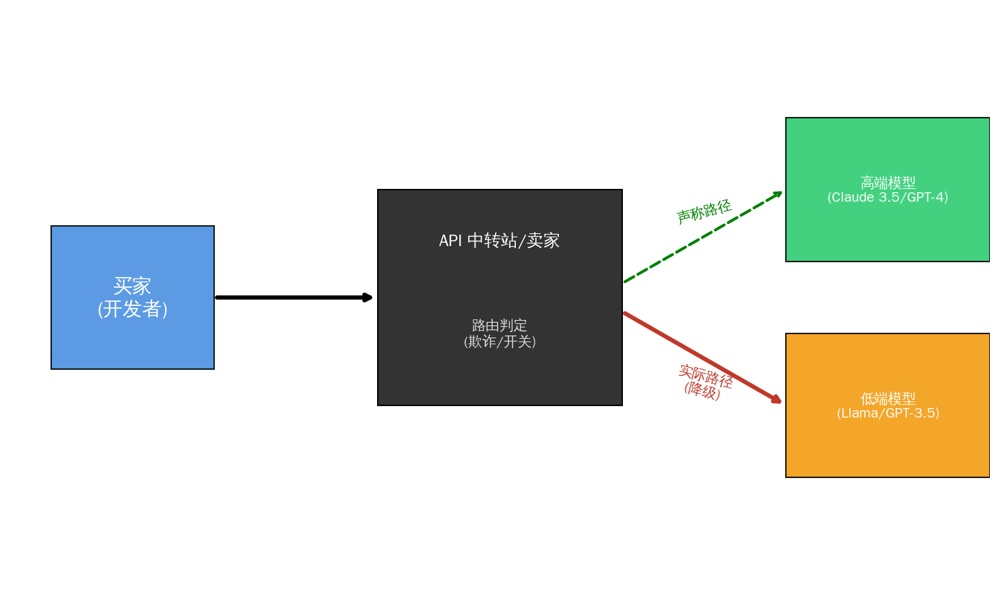 买家
(开发者)
API 中转站/卖家
路由判定
(欺诈/开关)
声称路径
实际路径
(降级)
高端模型
(Claude 3.5/GPT-4)
低端模型
(Llama/GPT-3.5)